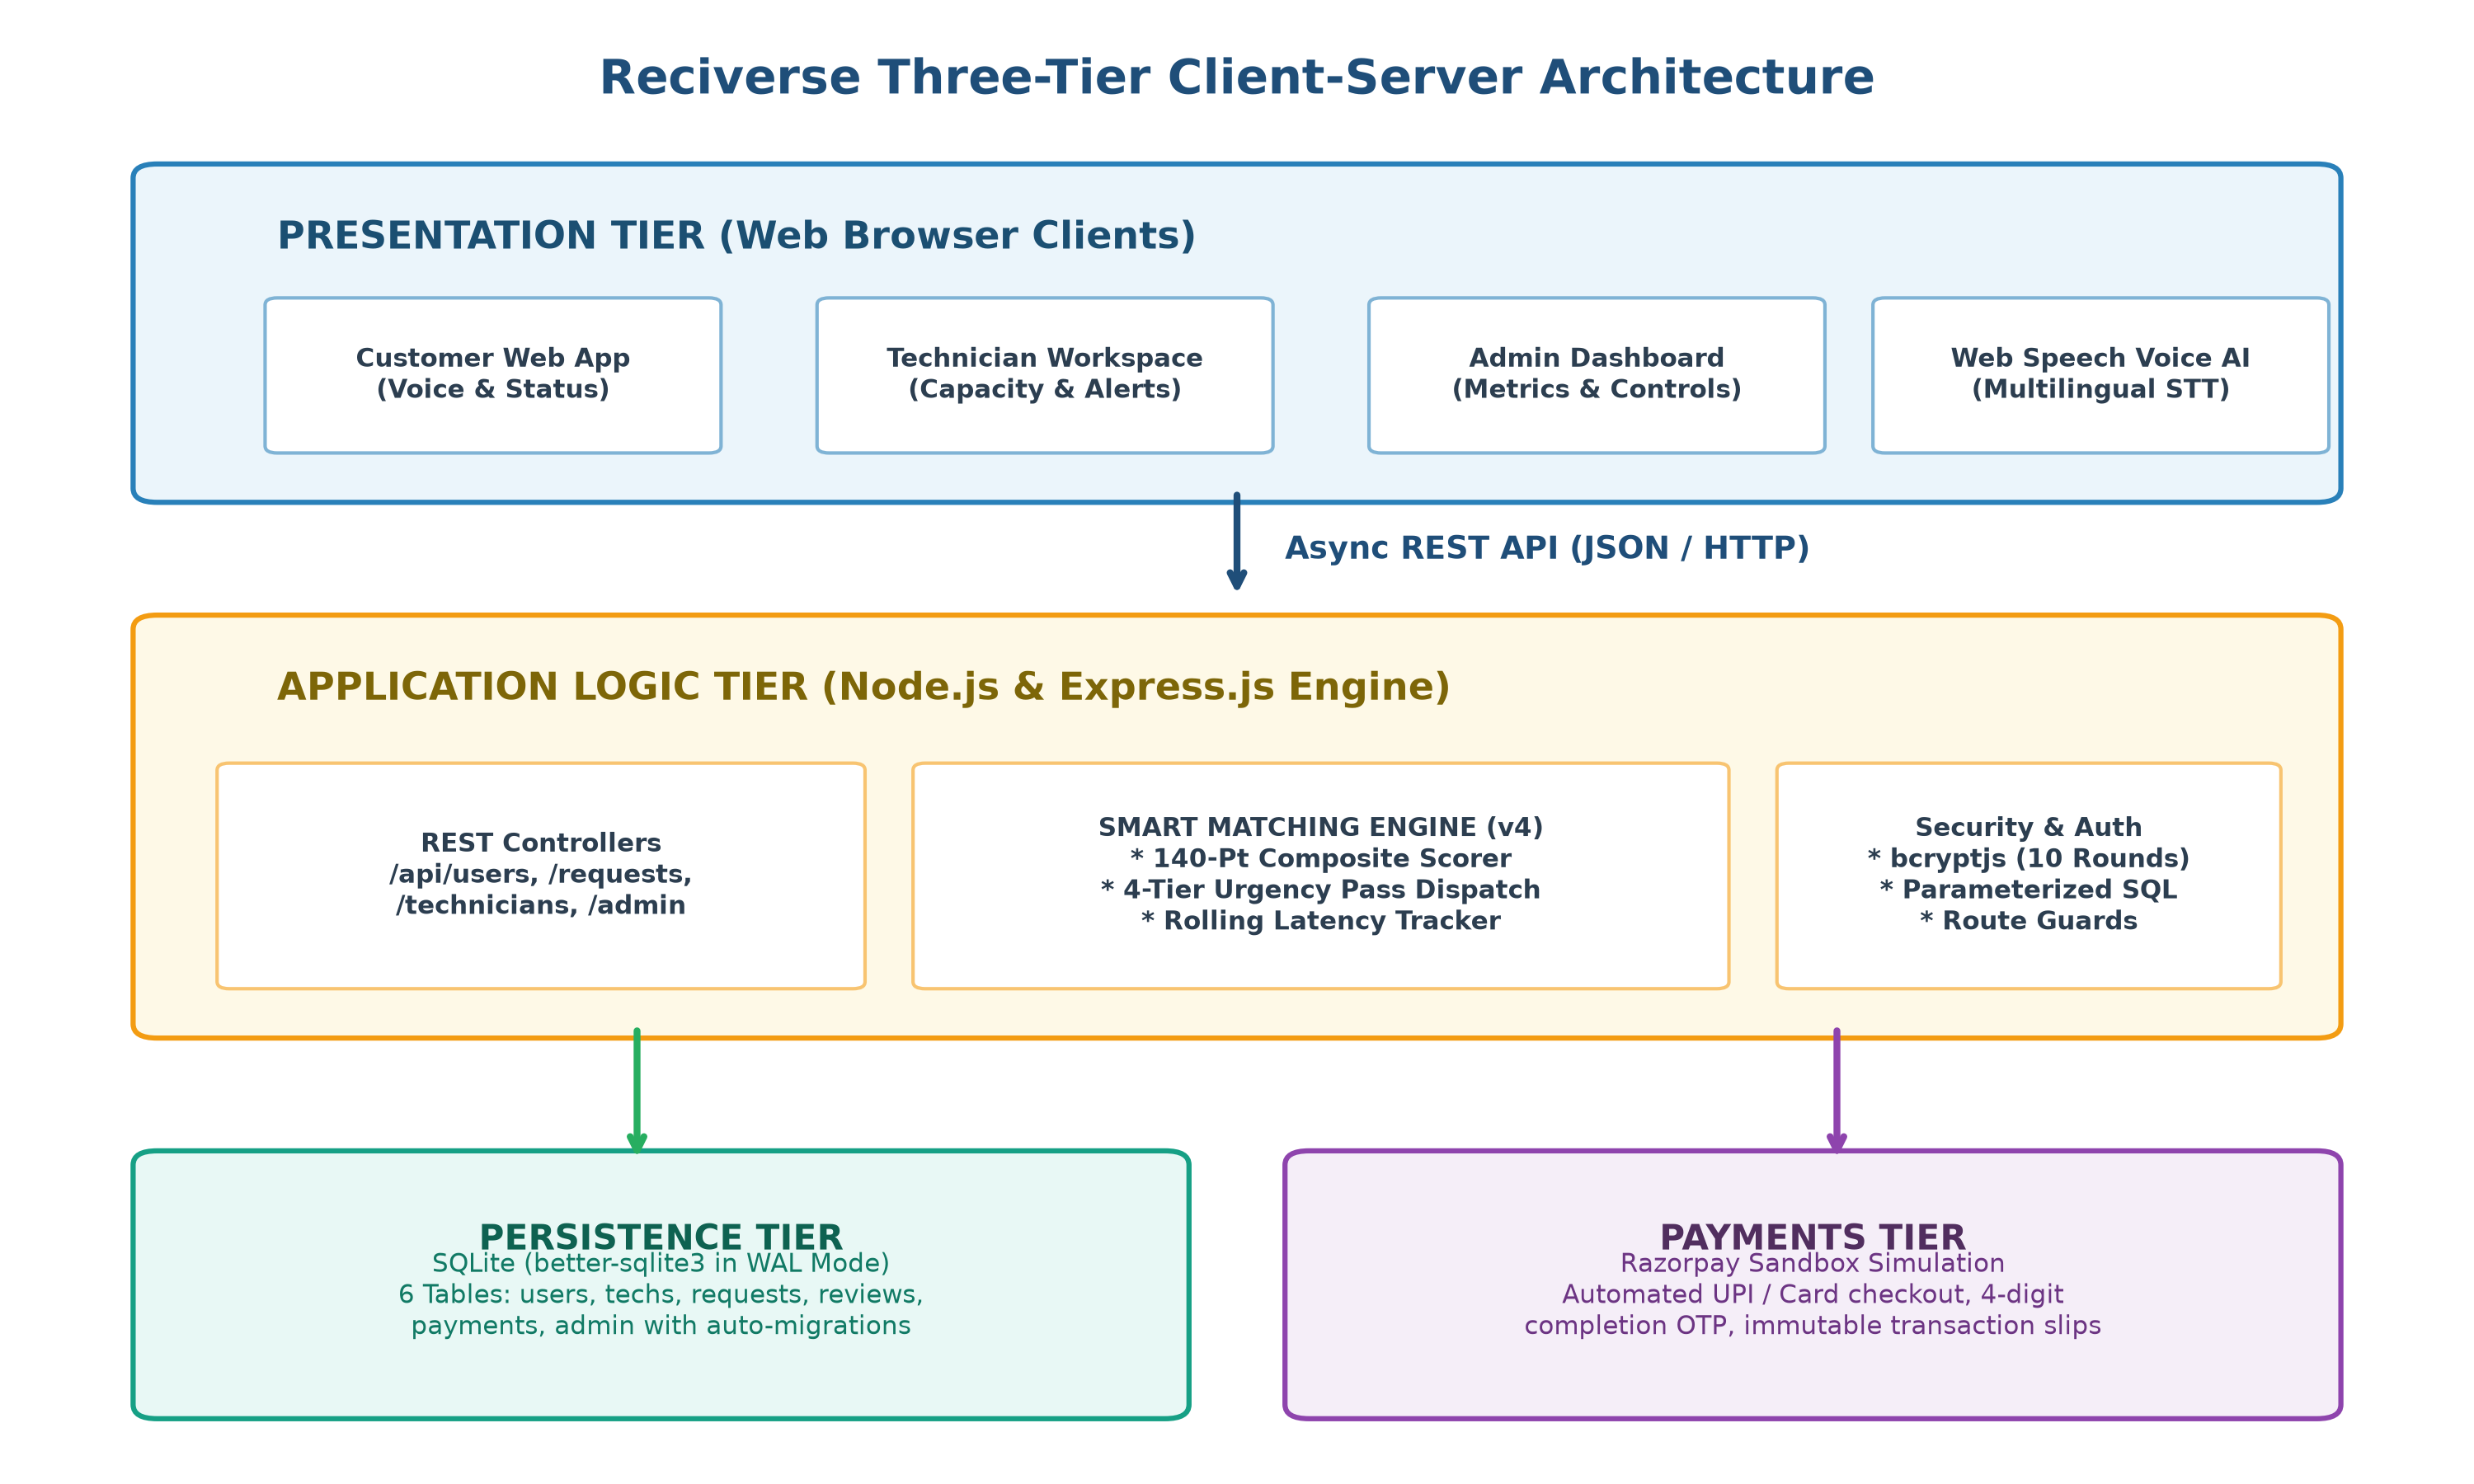 Reciverse Three-Tier Client-Server Architecture
PRESENTATION TIER (Web Browser Clients)
Customer Web App
(Voice & Status)
Technician Workspace
(Capacity & Alerts)
Admin Dashboard
(Metrics & Controls)
Web Speech Voice AI
(Multilingual STT)
Async REST API (JSON / HTTP)
APPLICATION LOGIC TIER (Node.js & Express.js Engine)
REST Controllers
/api/users, /requests,
/technicians, /admin
SMART MATCHING ENGINE (v4)
* 140-Pt Composite Scorer
* 4-Tier Urgency Pass Dispatch
* Rolling Latency Tracker
Security & Auth
* bcryptjs (10 Rounds)
* Parameterized SQL
* Route Guards
PERSISTENCE TIER
SQLite (better-sqlite3 in WAL Mode)
6 Tables: users, techs, requests, reviews,
payments, admin with auto-migrations
PAYMENTS TIER
Razorpay Sandbox Simulation
Automated UPI / Card checkout, 4-digit
completion OTP, immutable transaction slips